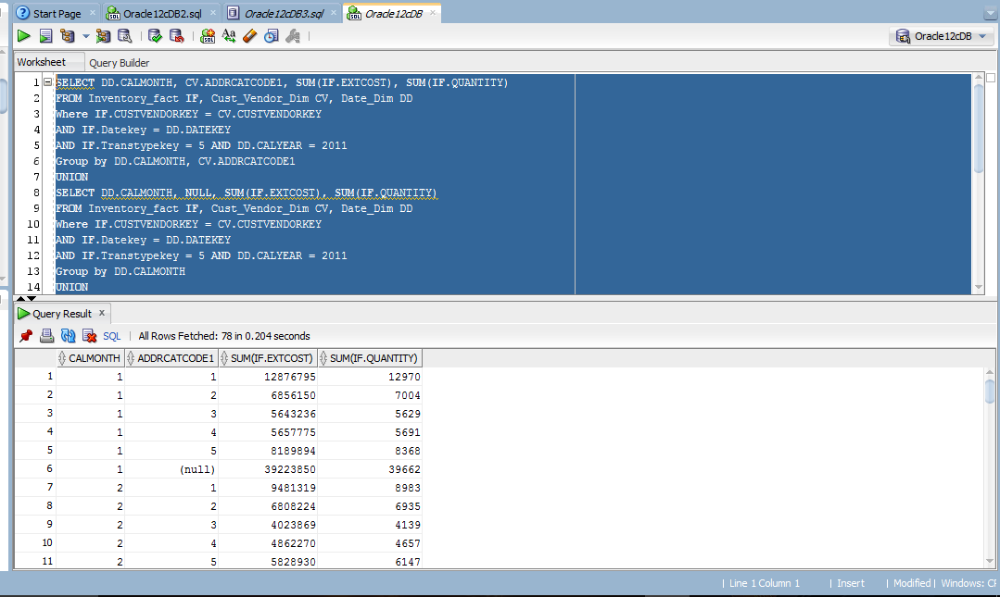 Start Page
Oracle12cDB2.sql
Oracle12cDB3.sql
Oracle12cDB
SQL
Aa
Oracle12cDB
Worksheet
Query Builder
1 SELECT DD.CALMONTH, CV.ADDRCATCODE1, SUM(IF.EXTCOST), SUM(IF.QUANTITY)
2 FROM Inventory_fact IF, Cust_Vendor_Dim CV, Date_Dim DD
3 Where IF.CUSTVENDORKEY = CV.CUSTVENDORKEY
4 AND IF.Datekey = DD.DATEKEY
5 AND IF.Transtypekey = 5 AND DD.CALYEAR = 2011
6 Group by DD.CALMONTH, CV.ADDRCATCODE1
7 UNION
8 SELECT DD.CALMONTH, NULL, SUM(IF.EXTCOST), SUM(IF.QUANTITY)
9 FROM Inventory_fact IF, Cust_Vendor_Dim CV, Date_Dim DD
10 Where IF.CUSTVENDORKEY = CV.CUSTVENDORKEY
11 AND IF.Datekey = DD.DATEKEY
12 AND IF.Transtypekey = 5 AND DD.CALYEAR = 2011
13 Group by DD.CALMONTH
14 UNION
Query Result
SQL | All Rows Fetched: 78 in 0.204 seconds
CALMONTH ADDRCATCODE1 SUM(IF.EXTCOST) SUM(IF.QUANTITY)
1 1 1 12876795 12970
2 1 2 6856150 7004
3 1 3 5643236 5629
4 1 4 5657775 5691
5 1 5 8189894 8368
6 1 (null) 39223850 39662
7 2 1 9481319 8983
8 2 2 6808224 6935
9 2 3 4023869 4139
10 2 4 4862270 4657
11 2 5 5828930 6147
| Line 1 Column 1 | Insert | Modified | Windows: CF